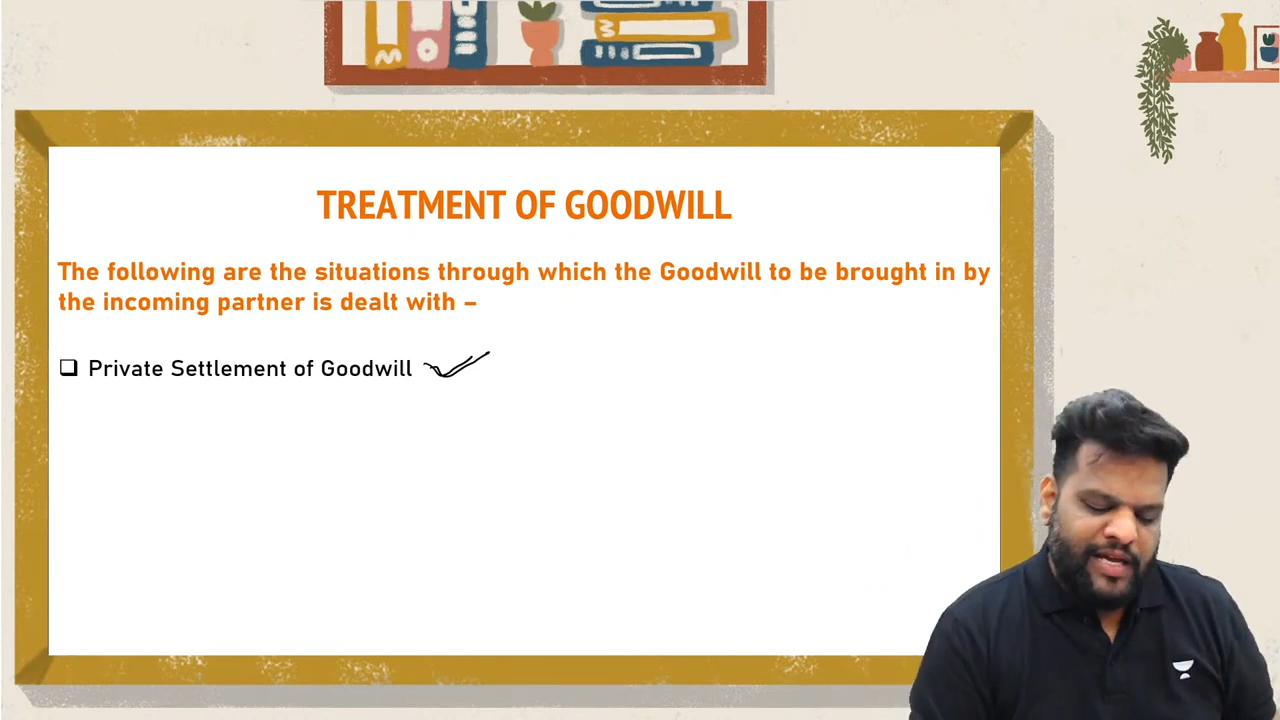 TREATMENT OF GOODWILL
The following are the situations through which the Goodwill to be brought in by
the incoming partner is dealt with –
❑ Private Settlement of Goodwill